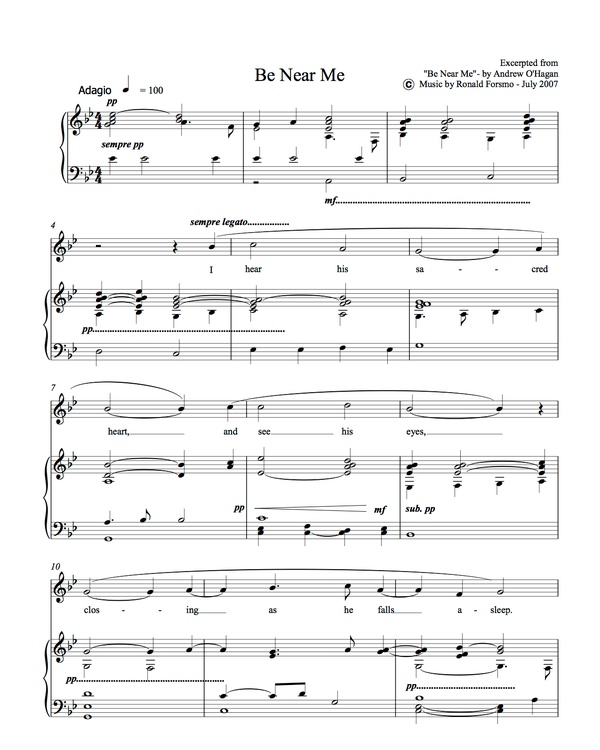 Be Near Me
Excerpted from
"Be Near Me"- by Andrew O'Hagan
© Music by Ronald Forsmo - July 2007
Adagio = 100
pp
sempre pp
mf
4
sempre legato
I hear his sa - - cred
pp
7
heart, and see his eyes,
pp mf sub. pp
10
clos - - ing as he falls a - sleep.
pp pp